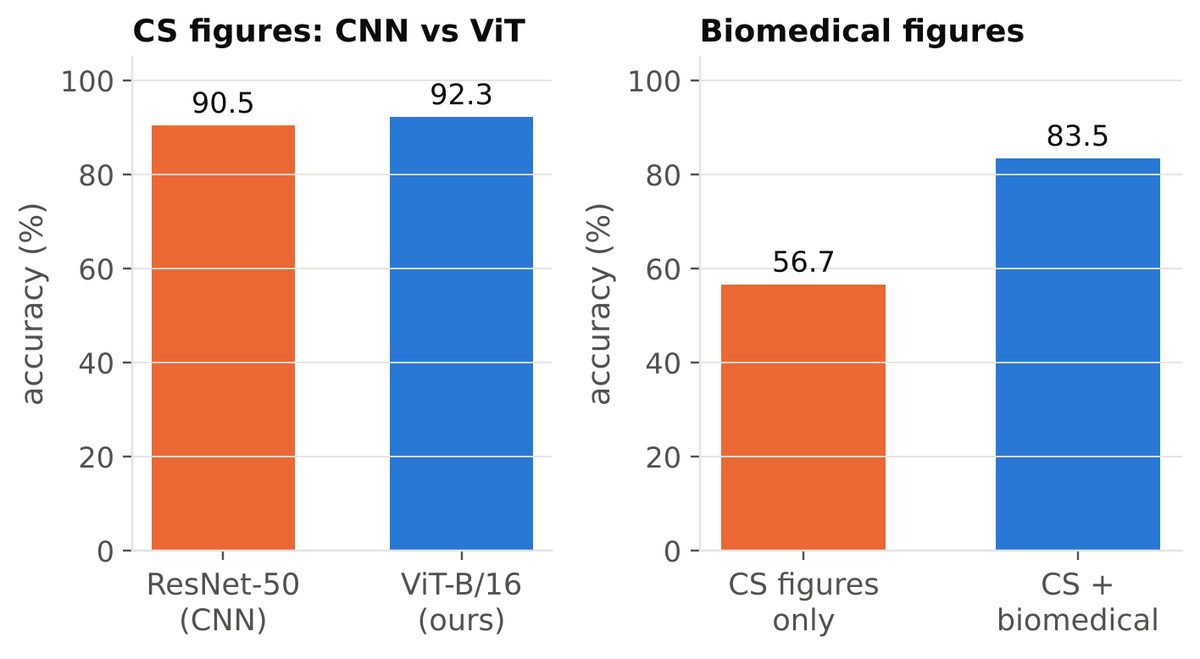 CS figures: CNN vs ViT
accuracy (%)
100
80
60
40
20
0
90.5
92.3
ResNet-50
(CNN)
ViT-B/16
(ours)
Biomedical figures
accuracy (%)
100
80
60
40
20
0
56.7
83.5
CS figures
only
CS +
biomedical